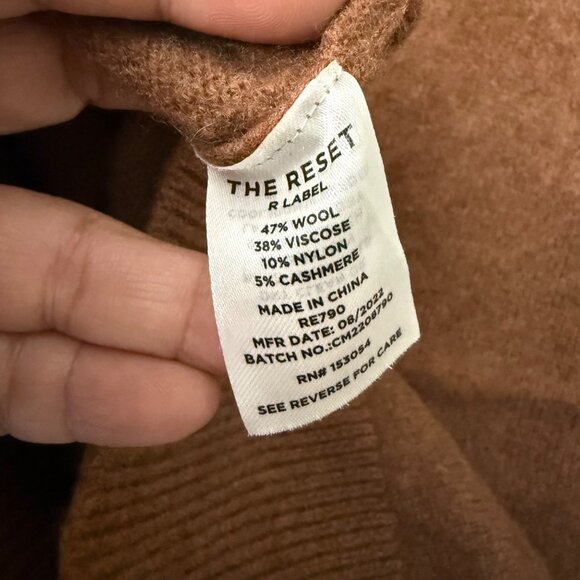 THE RESET
R LABEL
47% WOOL
38% VISCOSE
10% NYLON
5% CASHMERE
MADE IN CHINA
RE790
MFR DATE: 08/2022
BATCH NO.:CM2208790
RN# 153054
SEE REVERSE FOR CARE